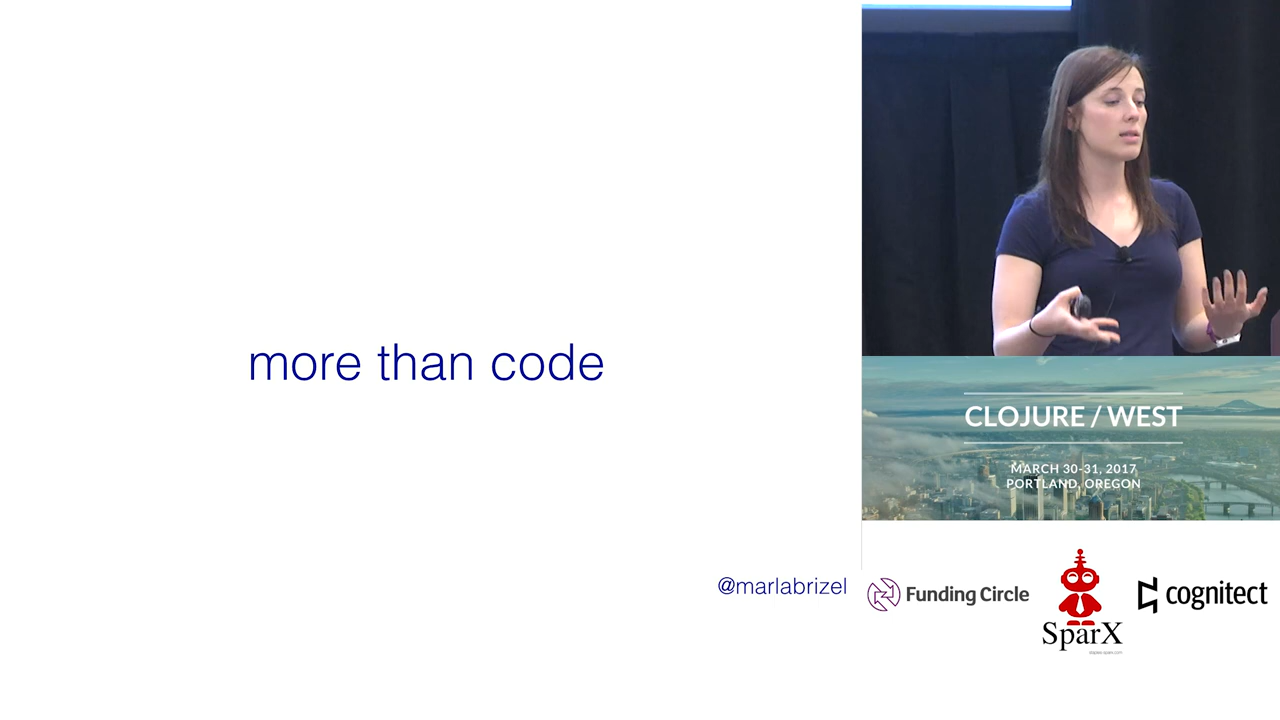 more than code
@marlabrizel
CLOJURE / WEST
MARCH 30-31, 2017
PORTLAND, OREGON
Funding Circle
SparX
cognitect